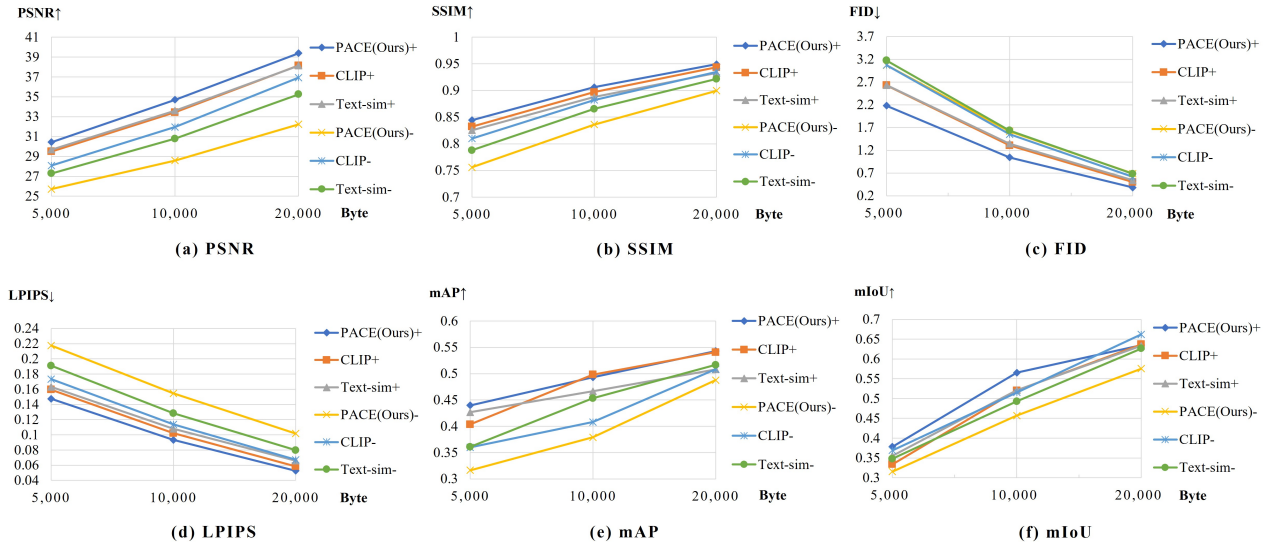 PSNR↑
41
39
37
35
33
31
29
27
25
5,000 10,000 20,000 Byte
PACE(Ours)+
CLIP+
Text-sim+
PACE(Ours)-
CLIP-
Text-sim-
(a) PSNR
SSIM↑
1
0.95
0.9
0.85
0.8
0.75
0.7
5,000 10,000 20,000 Byte
PACE(Ours)+
CLIP+
Text-sim+
PACE(Ours)-
CLIP-
Text-sim-
(b) SSIM
FID↓
3.7
3.2
2.7
2.2
1.7
1.2
0.7
0.2
5,000 10,000 20,000 Byte
PACE(Ours)+
CLIP+
Text-sim+
PACE(Ours)-
CLIP-
Text-sim-
(c) FID
LPIPS↓
0.24
0.22
0.2
0.18
0.16
0.14
0.12
0.1
0.08
0.06
0.04
5,000 10,000 20,000 Byte
PACE(Ours)+
CLIP+
Text-sim+
PACE(Ours)-
CLIP-
Text-sim-
(d) LPIPS
mAP↑
0.6
0.55
0.5
0.45
0.4
0.35
0.3
5,000 10,000 20,000 Byte
PACE(Ours)+
CLIP+
Text-sim+
PACE(Ours)-
CLIP-
Text-sim-
(e) mAP
mIoU↑
0.7
0.65
0.6
0.55
0.5
0.45
0.4
0.35
0.3
5,000 10,000 20,000 Byte
PACE(Ours)+
CLIP+
Text-sim+
PACE(Ours)-
CLIP-
Text-sim-
(f) mIoU